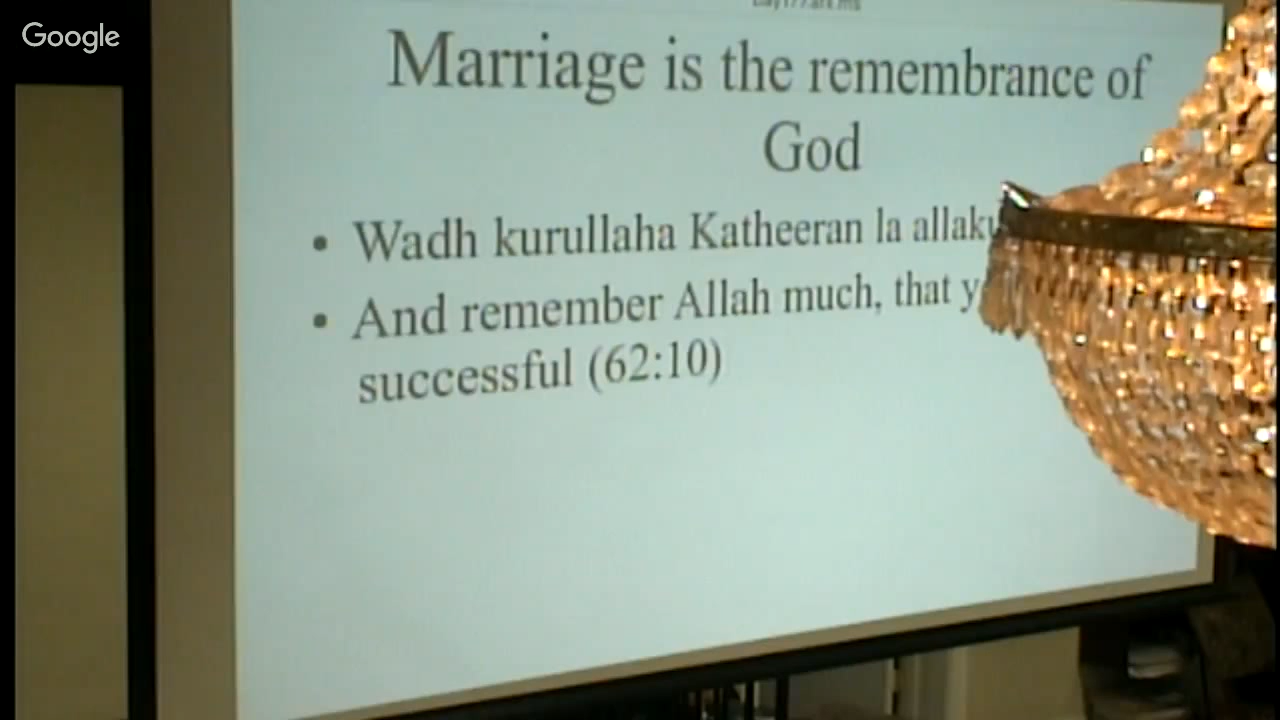 Google
Marriage is the remembrance of
God
• Wadh kurullaha Katheeran la
• And remember Allah much, that
successful (62:10)